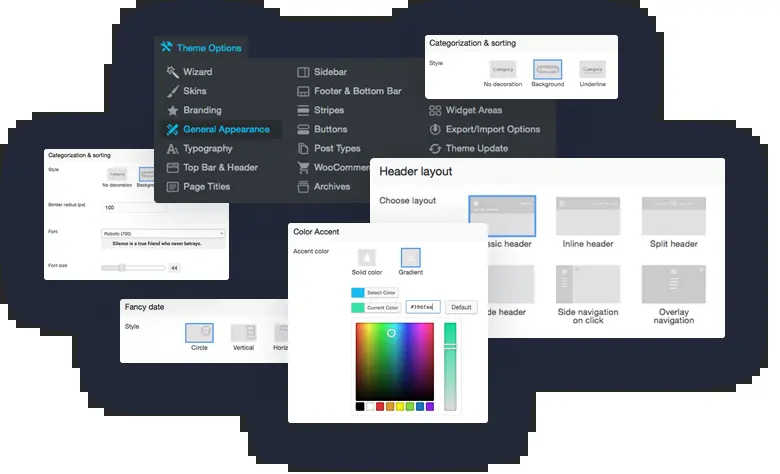 Theme Options
Wizard
Skins
Branding
General Appearance
Typography
Top Bar & Header
Page Titles
Sidebar
Footer & Bottom Bar
Stripes
Buttons
Post Types
WooCommer
Archives
Widget Areas
Export/Import Options
Theme Update
Categorization & sorting
Style
Category
Category
Category
No decoration
Background
Underline
Categorization & sorting
Style
Category
Category
No decoration
Backgro
Border radius (px)
100
Font
Roboto (700)
Silence is a true friend who never betrays.
Font size
44
Header layout
Choose layout
ssic header
Inline header
Split header
de header
Side navigation
on click
Overlay
navigation
Fancy date
Style
Circle
Vertical
Horiz
Color Accent
Accent color
Solid color
Gradient
Select Color
Current Color
Default